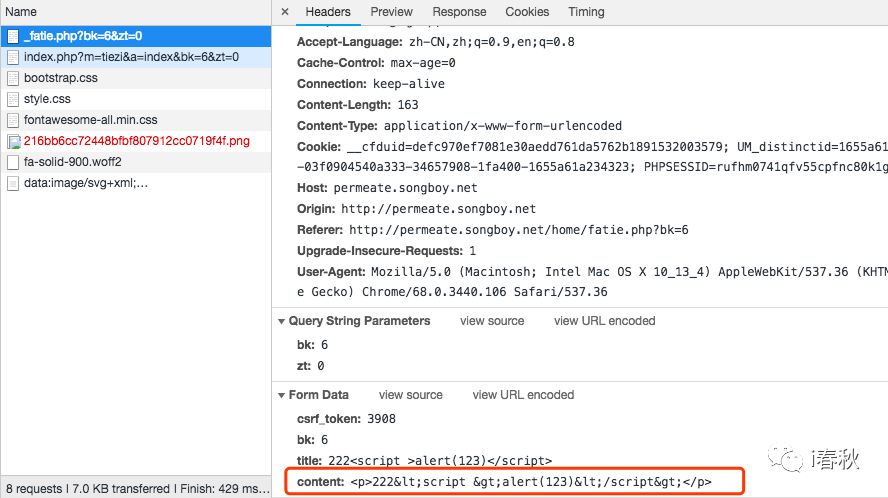 Name
_fatie.php?bk=6&zt=0
index.php?m=tiezi&a=index&bk=6&zt=0
bootstrap.css
style.css
fontawesome-all.min.css
216bb6cc72448bfbf807912cc0719f4f.png
fa-solid-900.woff2
data:image/svg+xml;…
8 requests | 7.0 KB transferred | Finish: 429 ms…
× Headers Preview Response Cookies Timing
Accept-Language: zh-CN,zh;q=0.9,en;q=0.8
Cache-Control: max-age=0
Connection: keep-alive
Content-Length: 163
Content-Type: application/x-www-form-urlencoded
Cookie: __cfduid=defc970ef7081e30aedd761da5762b1891532003579; UM_distinctid=1655a61
-03f0904540a333-34657908-1fa400-1655a61a234323; PHPSESSID=rufhm0741qfv55cpfnc80k1g
Host: permeate.songboy.net
Origin: http://permeate.songboy.net
Referer: http://permeate.songboy.net/home/fatie.php?bk=6
Upgrade-Insecure-Requests: 1
User-Agent: Mozilla/5.0 (Macintosh; Intel Mac OS X 10_13_4) AppleWebKit/537.36 (KHTM
e Gecko) Chrome/68.0.3440.106 Safari/537.36
Query String Parameters view source view URL encoded
bk: 6
zt: 0
Form Data view source view URL encoded
csrf_token: 3908
bk: 6
title: 222<script >alert(123)</script>
content: <p>222&lt;script &gt;alert(123)&lt;/script&gt;</p>
i春秋